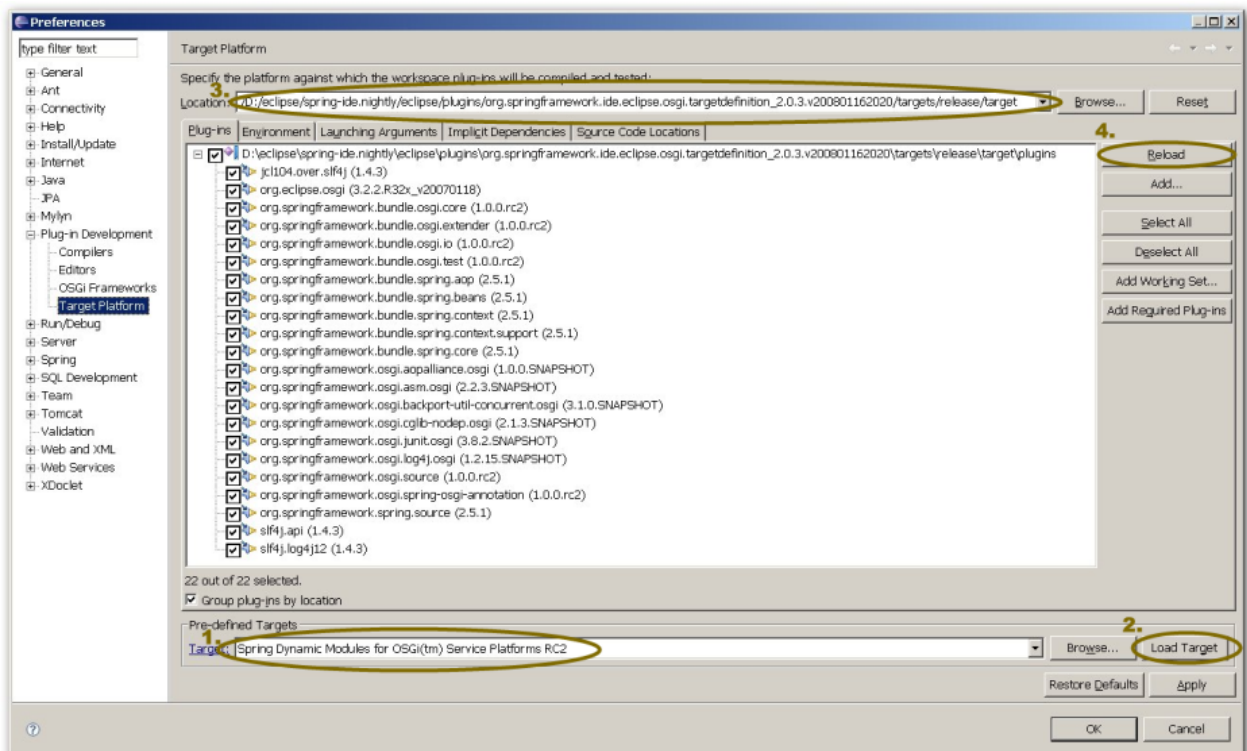 Preferences
type filter text
General
Ant
Connectivity
Help
Install/Update
Internet
Java
JPA
Mylyn
Plug-in Development
Compilers
Editors
OSGi Frameworks
Target Platform
Run/Debug
Server
Spring
SQL Development
Team
Tomcat
Validation
Web and XML
Web Services
XDoclet
Target Platform
Specify the platform against which the workspace plug-ins will be compiled and tested:
3.
Location: /D:/eclipse/spring-ide.nightly/eclipse/plugins/org.springframework.ide.eclipse.osgi.targetdefinition_2.0.3.v200801162020/targets/release/target Browse... Reset
Plug-ins Environment Launching Arguments Implicit Dependencies Source Code Locations
4.
D:\eclipse\spring-ide.nightly\eclipse\plugins\org.springframework.ide.eclipse.osgi.targetdefinition_2.0.3.v200801162020\targets\release\target\plugins
jcl104.over.slf4j (1.4.3)
org.eclipse.osgi (3.2.2.R32x_v20070118)
org.springframework.bundle.osgi.core (1.0.0.rc2)
org.springframework.bundle.osgi.extender (1.0.0.rc2)
org.springframework.bundle.osgi.io (1.0.0.rc2)
org.springframework.bundle.osgi.test (1.0.0.rc2)
org.springframework.bundle.spring.aop (2.5.1)
org.springframework.bundle.spring.beans (2.5.1)
org.springframework.bundle.spring.context (2.5.1)
org.springframework.bundle.spring.context.support (2.5.1)
org.springframework.bundle.spring.core (2.5.1)
org.springframework.osgi.aopalliance.osgi (1.0.0.SNAPSHOT)
org.springframework.osgi.asm.osgi (2.2.3.SNAPSHOT)
org.springframework.osgi.backport-util-concurrent.osgi (3.1.0.SNAPSHOT)
org.springframework.osgi.cglib-nodep.osgi (2.1.3.SNAPSHOT)
org.springframework.osgi.junit.osgi (3.8.2.SNAPSHOT)
org.springframework.osgi.log4j.osgi (1.2.15.SNAPSHOT)
org.springframework.osgi.source (1.0.0.rc2)
org.springframework.osgi.spring-osgi-annotation (1.0.0.rc2)
org.springframework.spring.source (2.5.1)
slf4j.api (1.4.3)
slf4j.log4j12 (1.4.3)
Reload
Add...
Select All
Deselect All
Add Working Set...
Add Required Plug-ins
22 out of 22 selected.
Group plug-ins by location
Pre-defined Targets
1.
2.
Target: Spring Dynamic Modules for OSGi(tm) Service Platforms RC2 Browse... Load Target
Restore Defaults Apply
? OK Cancel